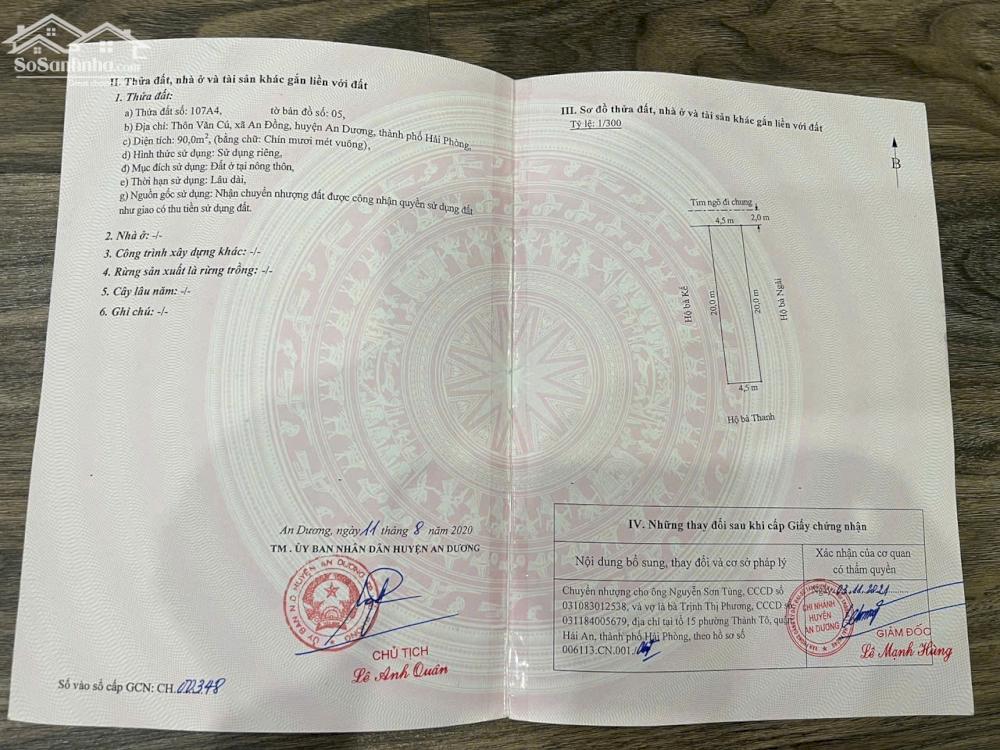 SoSanhnha.com
II. Thửa đất, nhà ở và tài sản khác gắn liền với đất
1. Thửa đất:
a) Thửa đất số: 107A4, tờ bản đồ số: 05,
b) Địa chỉ: Thôn Văn Cú, xã An Đồng, huyện An Dương, thành phố Hải Phòng,
c) Diện tích: 90,0m², (bằng chữ: Chín mươi mét vuông),
d) Hình thức sử dụng: Sử dụng riêng,
đ) Mục đích sử dụng: Đất ở tại nông thôn,
e) Thời hạn sử dụng: Lâu dài,
g) Nguồn gốc sử dụng: Nhận chuyển nhượng đất được công nhận quyền sử dụng đất
như giao có thu tiền sử dụng đất.
2. Nhà ở: -/-
3. Công trình xây dựng khác: -/-
4. Rừng sản xuất là rừng trồng: -/-
5. Cây lâu năm: -/-
6. Ghi chú: -/-
An Dương, ngày 11 tháng 8 năm 2020
TM. ỦY BAN NHÂN DÂN HUYỆN AN DƯƠNG
CHỦ TỊCH
Lê Anh Quân
Số vào sổ cấp GCN: CH.00348
III. Sơ đồ thửa đất, nhà ở và tài sản khác gắn liền với đất
Tỷ lệ: 1/300
B
Tim ngõ đi chung
4,5 m 2,0 m
Hộ bà Kể
20,0 m
20,0 m
Hộ bà Ngãi
4,5 m
Hộ bà Thanh
IV. Những thay đổi sau khi cấp Giấy chứng nhận
Nội dung bổ sung, thay đổi và cơ sở pháp lý
Xác nhận của cơ quan
có thẩm quyền
Chuyển nhượng cho ông Nguyễn Sơn Tùng, CCCD số
031083012538, và vợ là bà Trịnh Thị Phương, CCCD số
031184005679, địa chỉ tại tổ 15 phường Thành Tô, quận
Hải An, thành phố Hải Phòng, theo hồ sơ số
006113.CN.001.
Ngày 03.11.2021
CHI NHÁNH
HUYỆN
AN DƯƠNG
GIÁM ĐỐC
Lê Mạnh Hùng